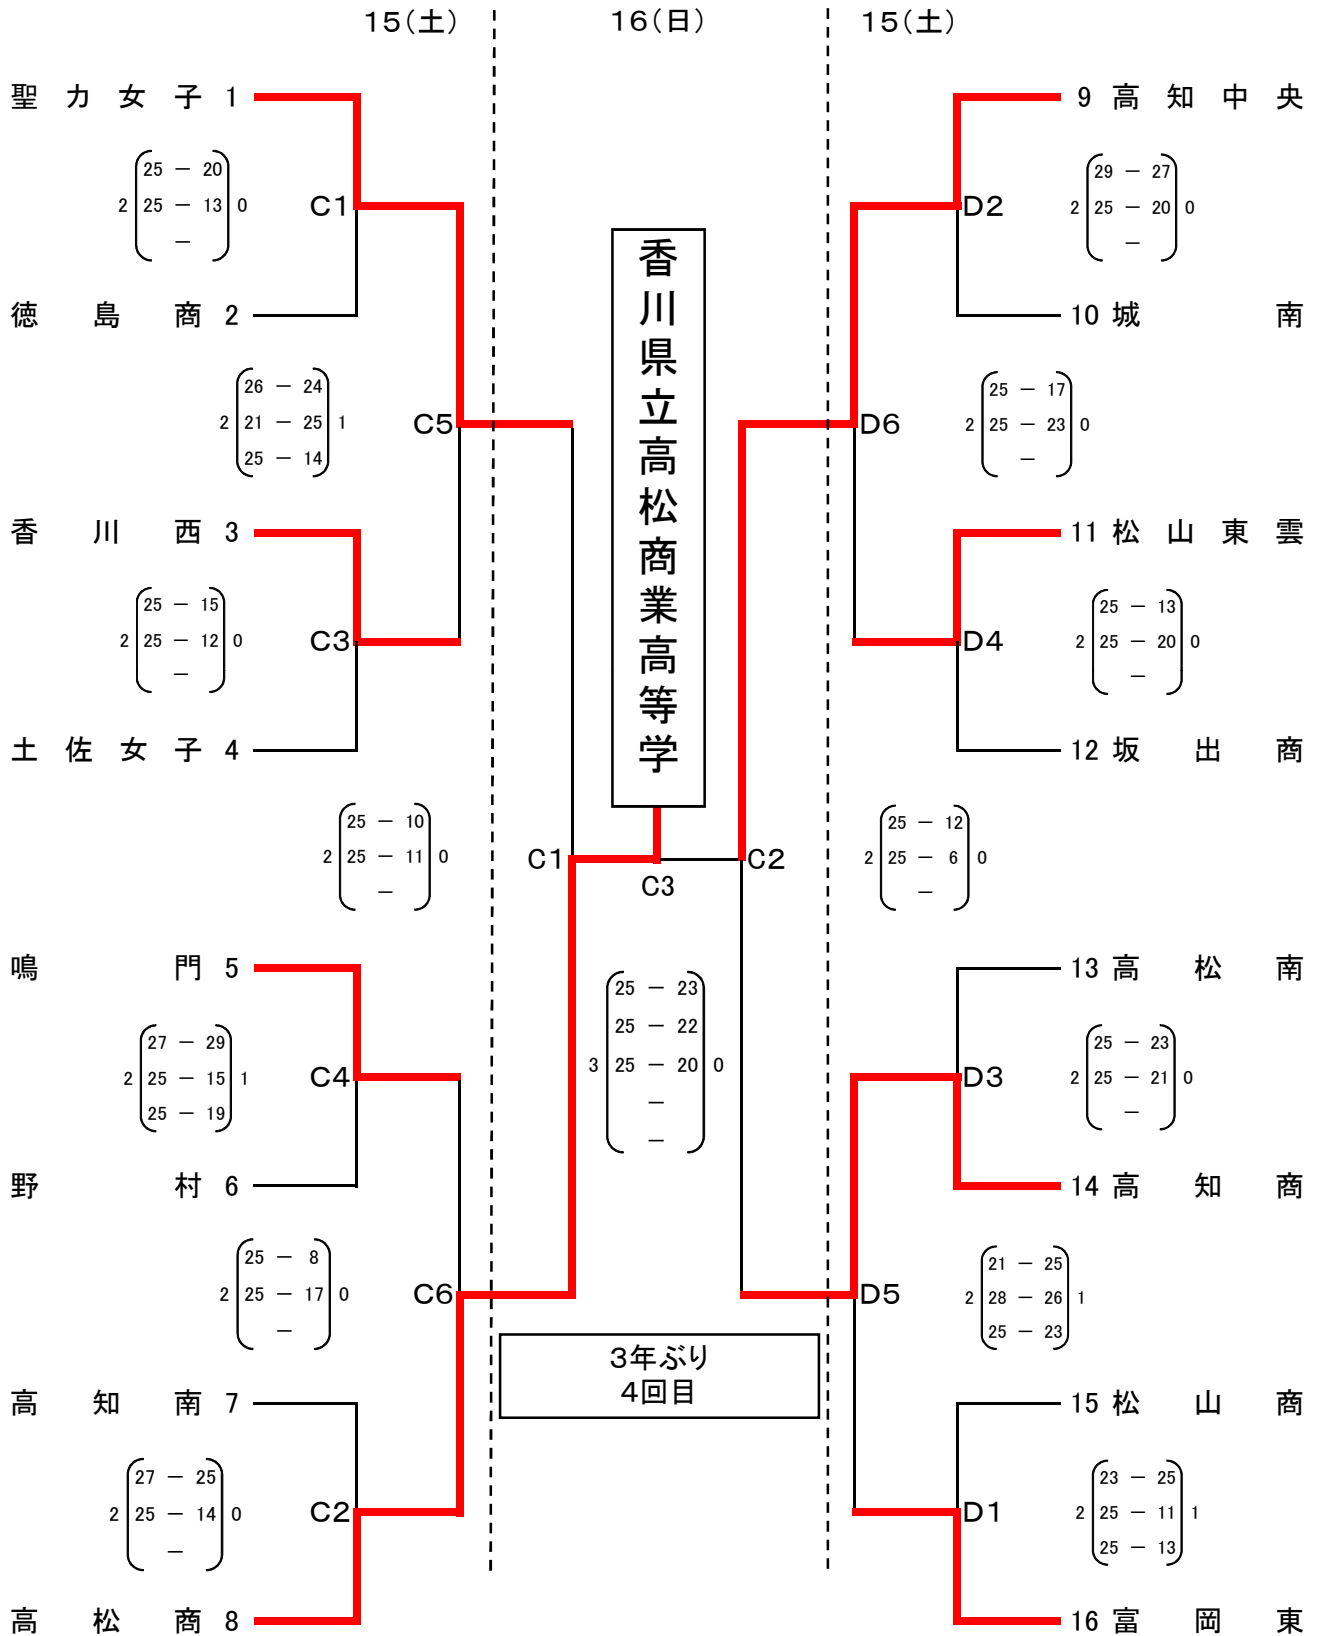 15(土) 16(日) 15(土)
聖力女子 1
9 高知中央
25 － 20
2 25 － 13 0
－
C1
29 － 27
2 25 － 20 0
－
D2
徳島商 2
10 城南
26 － 24
2 21 － 25 1
25 － 14
C5
25 － 17
2 25 － 23 0
－
D6
香川西 3
11 松山東雲
25 － 15
2 25 － 12 0
－
C3
25 － 13
2 25 － 20 0
－
D4
土佐女子 4
12 坂出商
香川県立高松商業高等学
25 － 10
2 25 － 11 0
－
C1
C3
C2
25 － 12
2 25 － 6 0
－
鳴門 5
13 高松南
25 － 23
25 － 22
3 25 － 20 0
－
－
27 － 29
2 25 － 15 1
25 － 19
C4
25 － 23
2 25 － 21 0
－
D3
野村 6
14 高知商
25 － 8
2 25 － 17 0
－
C6
21 － 25
2 28 － 26 1
25 － 23
D5
3年ぶり
4回目
高知南 7
15 松山商
27 － 25
2 25 － 14 0
－
C2
23 － 25
2 25 － 11 1
25 － 13
D1
高松商 8
16 富岡東